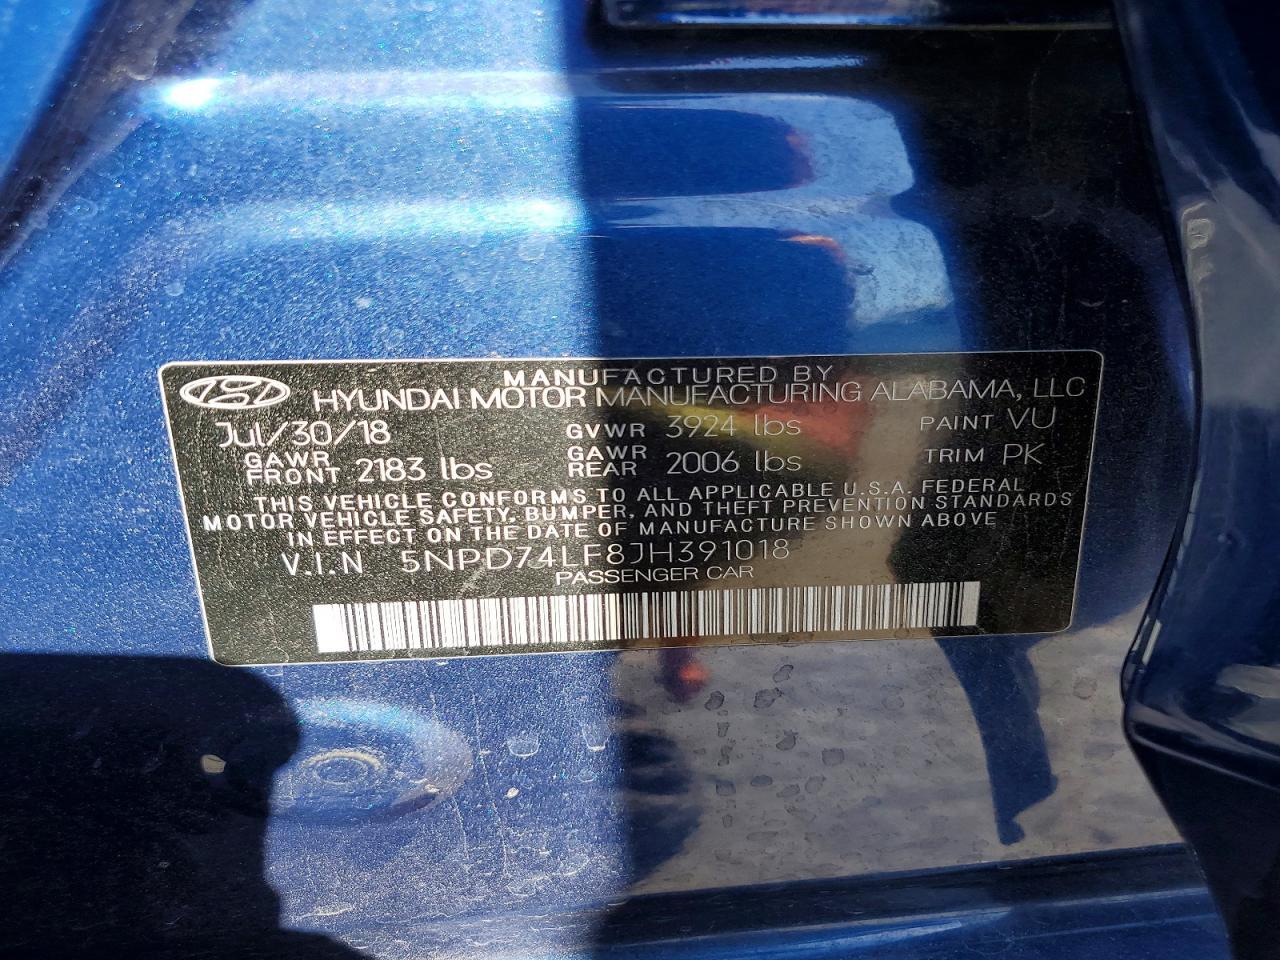 MANUFACTURED BY
HYUNDAI MOTOR MANUFACTURING ALABAMA, LLC
Jul/30/18 GVWR 3924 lbs PAINT VU
GAWR FRONT 2183 lbs GAWR REAR 2006 lbs TRIM PK
THIS VEHICLE CONFORMS TO ALL APPLICABLE U.S.A. FEDERAL
MOTOR VEHICLE SAFETY, BUMPER, AND THEFT PREVENTION STANDARDS
IN EFFECT ON THE DATE OF MANUFACTURE SHOWN ABOVE
V.I.N 5NPD74LF8JH391018
PASSENGER CAR